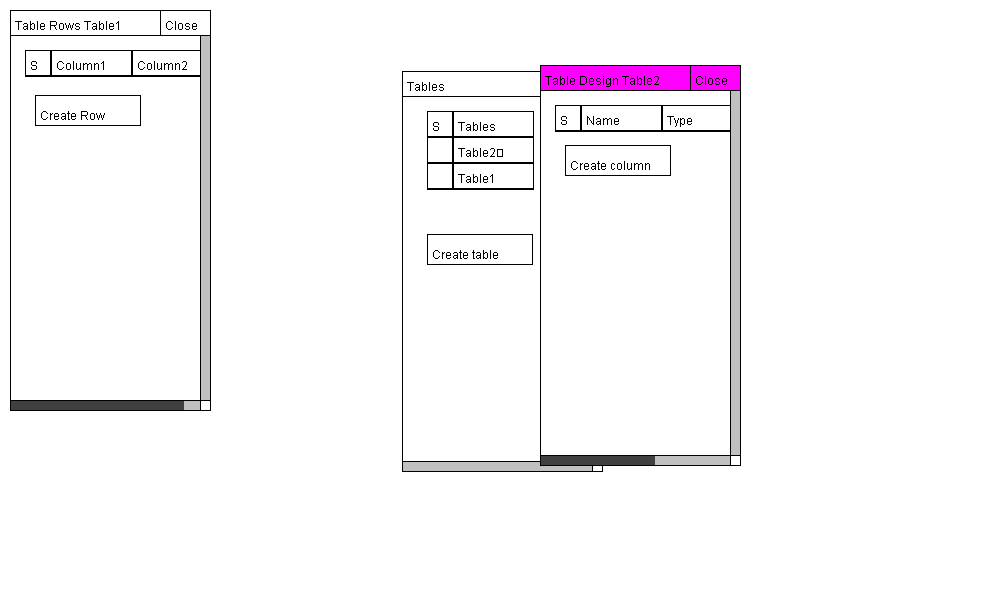 Table Rows Table1 Close
S Column1 Column2
Create Row
Tables
S Tables
Table2▯
Table1
Create table
Table Design Table2 Close
S Name Type
Create column